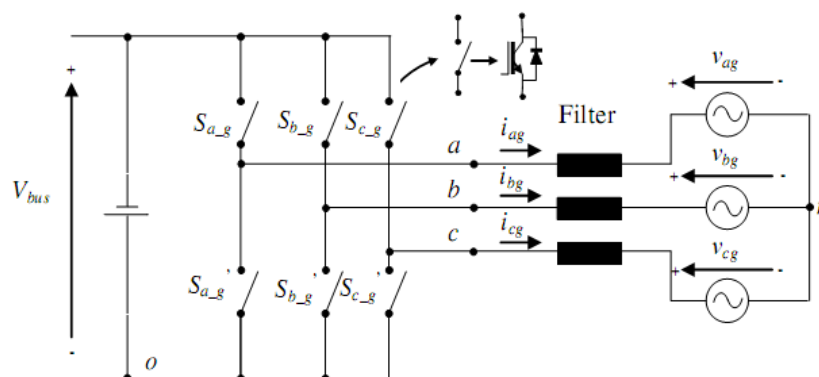 v_ag
+ -
Filter
S_a_g S_b_g S_c_g
a i_ag
+
V_bus
v_bg
+ -
b i_bg
c i_cg
v_cg
+ -
S_a_g' S_b_g' S_c_g'
-
o